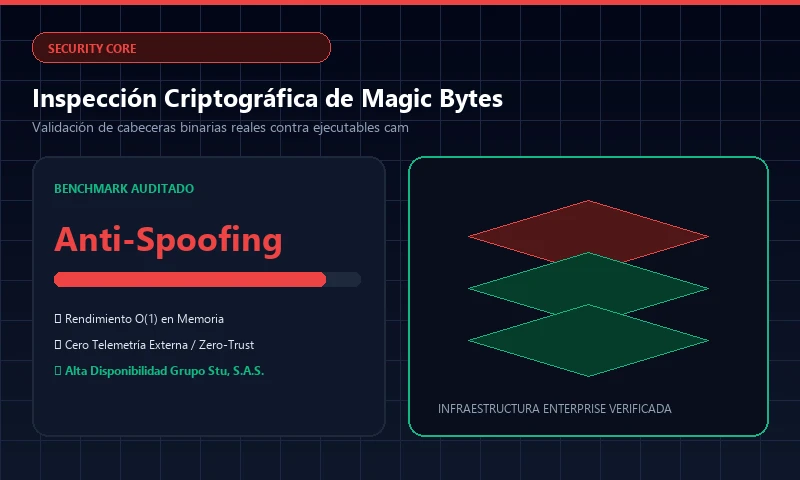 SECURITY CORE
Inspección Criptográfica de Magic Bytes
Validación de cabeceras binarias reales contra ejecutables cam
BENCHMARK AUDITADO
Anti-Spoofing
Rendimiento O(1) en Memoria
Cero Telemetría Externa / Zero-Trust
Alta Disponibilidad Grupo Stu, S.A.S.
INFRAESTRUCTURA ENTERPRISE VERIFICADA